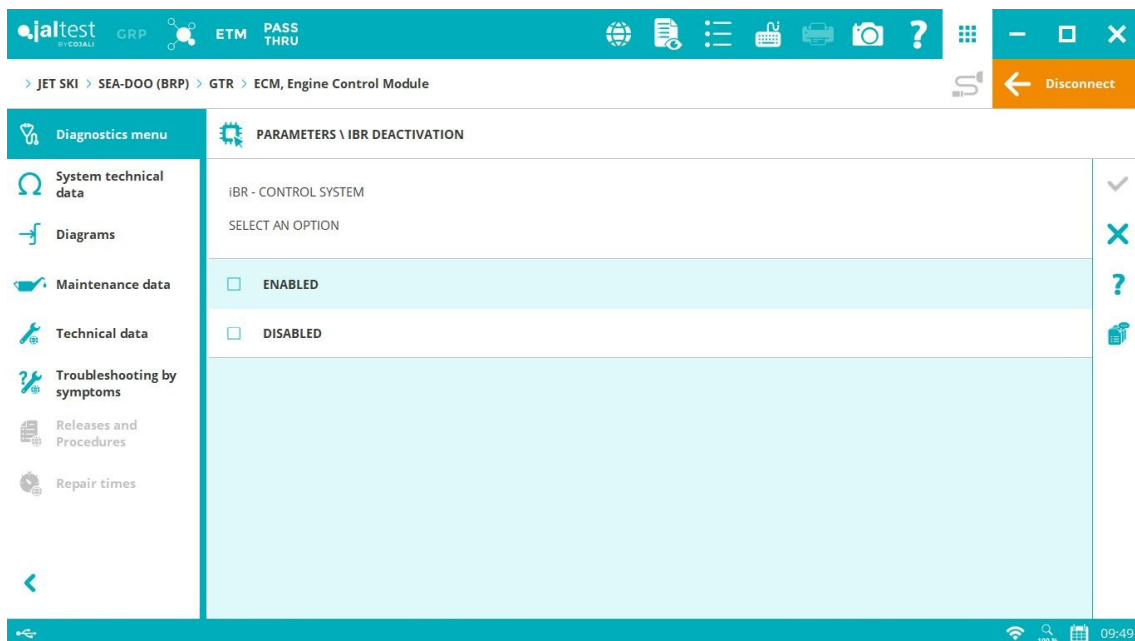 jaltest
BY COJALI
GRP
ETM
PASS
THRU
?
> JET SKI > SEA-DOO (BRP) > GTR > ECM, Engine Control Module
Disconnect
Diagnostics menu
PARAMETERS \ IBR DEACTIVATION
System technical
data
iBR - CONTROL SYSTEM
SELECT AN OPTION
Diagrams
Maintenance data
ENABLED
?
Technical data
DISABLED
Troubleshooting by
symptoms
Releases and
Procedures
Repair times
100 %
09:49